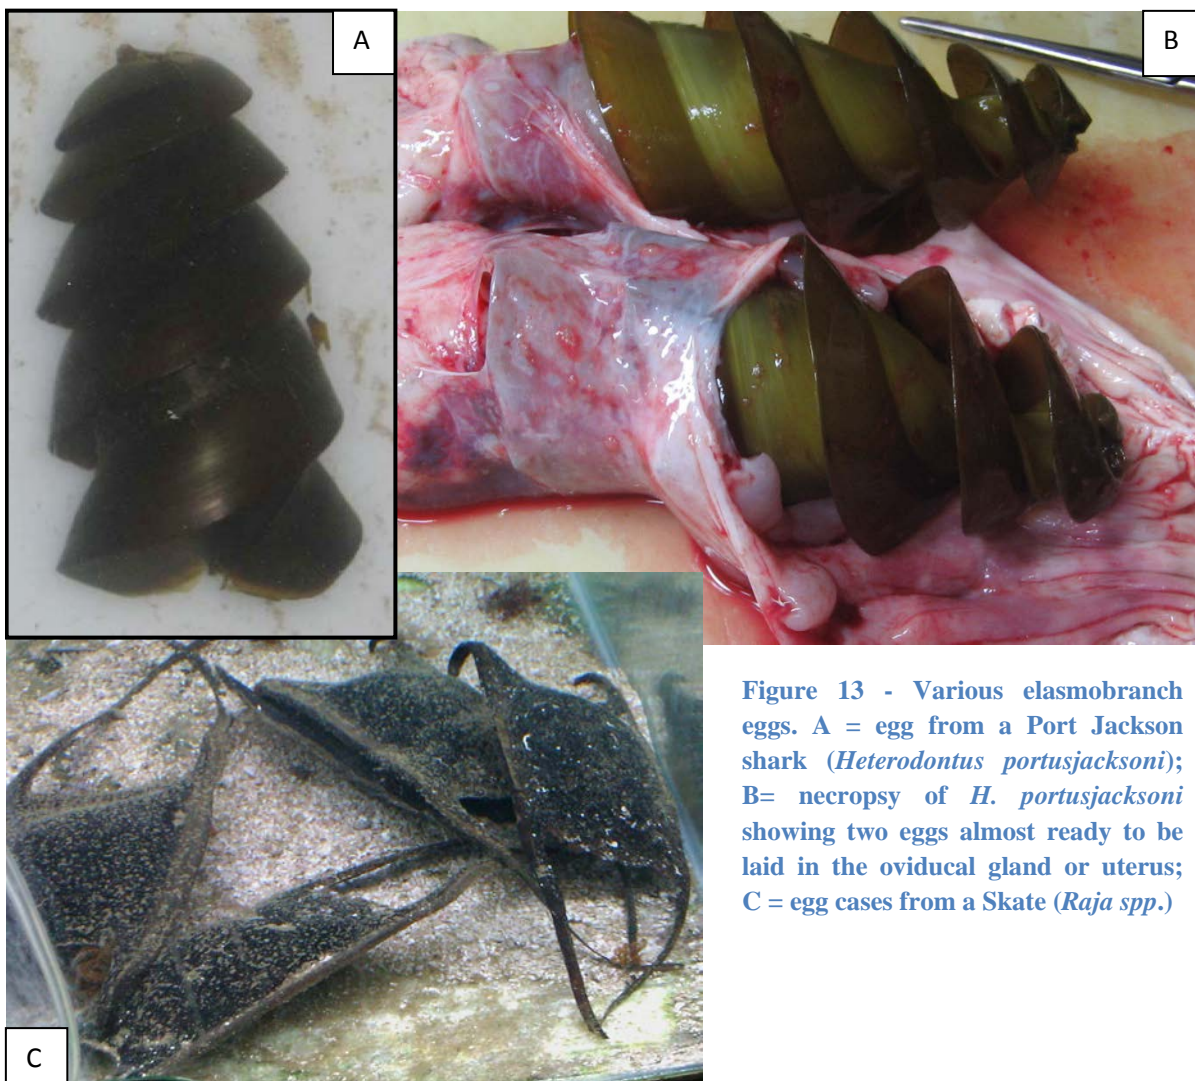 A
B
Figure 13 - Various elasmobranch
eggs. A = egg from a Port Jackson
shark (Heterodontus portusjacksoni);
B= necropsy of H. portusjacksoni
showing two eggs almost ready to be
laid in the oviducal gland or uterus;
C = egg cases from a Skate (Raja spp.)
C